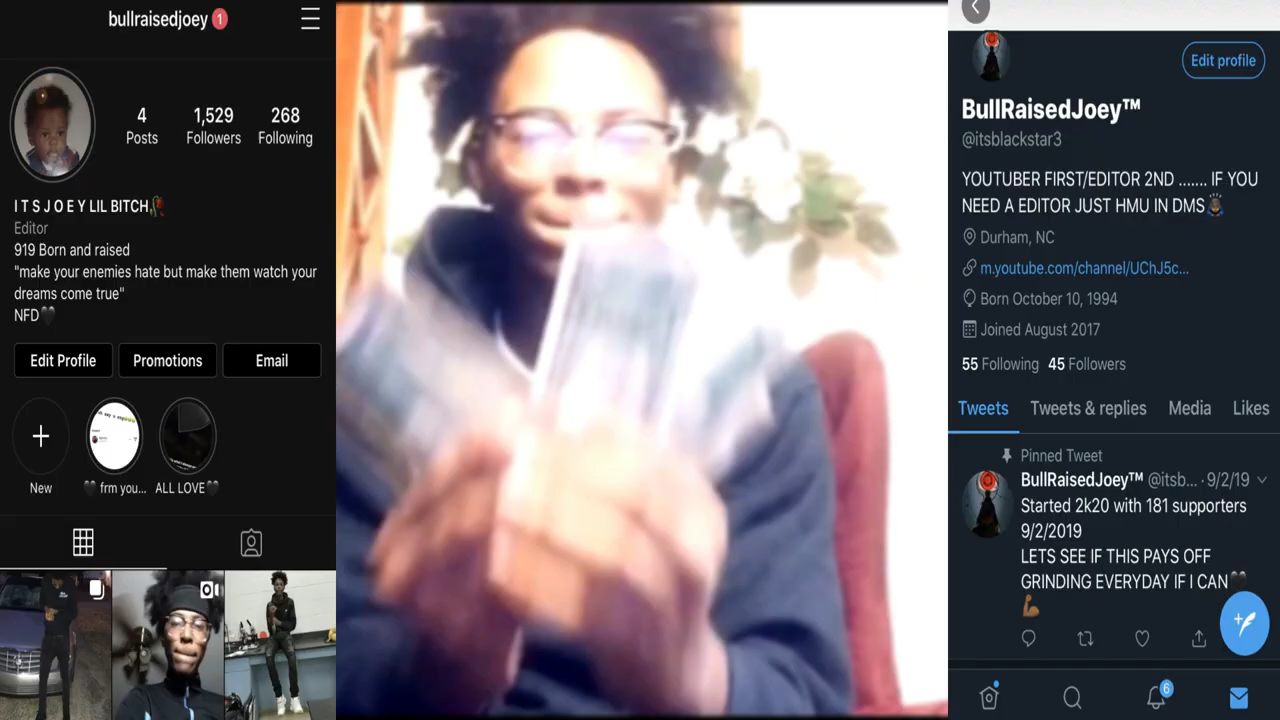 bullraisedjoey 1
4
1,529
268
Posts
Followers
Following
I T S J O E Y LIL BITCH🥀
Editor
919 Born and raised
"make your enemies hate but make them watch your
dreams come true"
NFD🖤
Edit Profile
Promotions
Email
New
🖤 frm you...
ALL LOVE🖤
Edit profile
BullRaisedJoey™
@itsblackstar3
YOUTUBER FIRST/EDITOR 2ND ....... IF YOU
NEED A EDITOR JUST HMU IN DMS
Durham, NC
m.youtube.com/channel/UChJ5c...
Born October 10, 1994
Joined August 2017
55 Following 45 Followers
Tweets Tweets & replies Media Likes
Pinned Tweet
BullRaisedJoey™ @itsb... · 9/2/19
Started 2k20 with 181 supporters
9/2/2019
LETS SEE IF THIS PAYS OFF
GRINDING EVERYDAY IF I CAN🖤
💪🏾
6